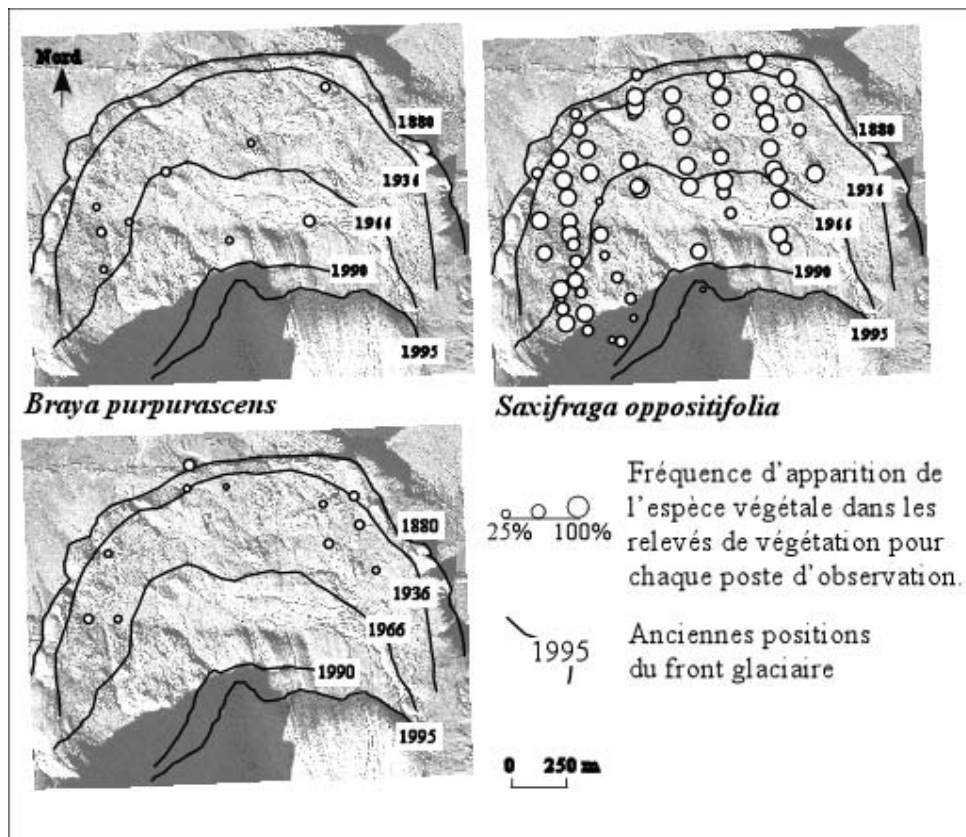 Nord
1880
1936
1966
1990
1995
Braya purpurascens
1880
1936
1966
1990
1995
Saxifraga oppositifolia
1880
1936
1966
1990
1995
25% 100%
Fréquence d'apparition de
l'espèce végétale dans les
relevés de végétation pour
chaque poste d'observation.
1995
Anciennes positions
du front glaciaire
0 250 m